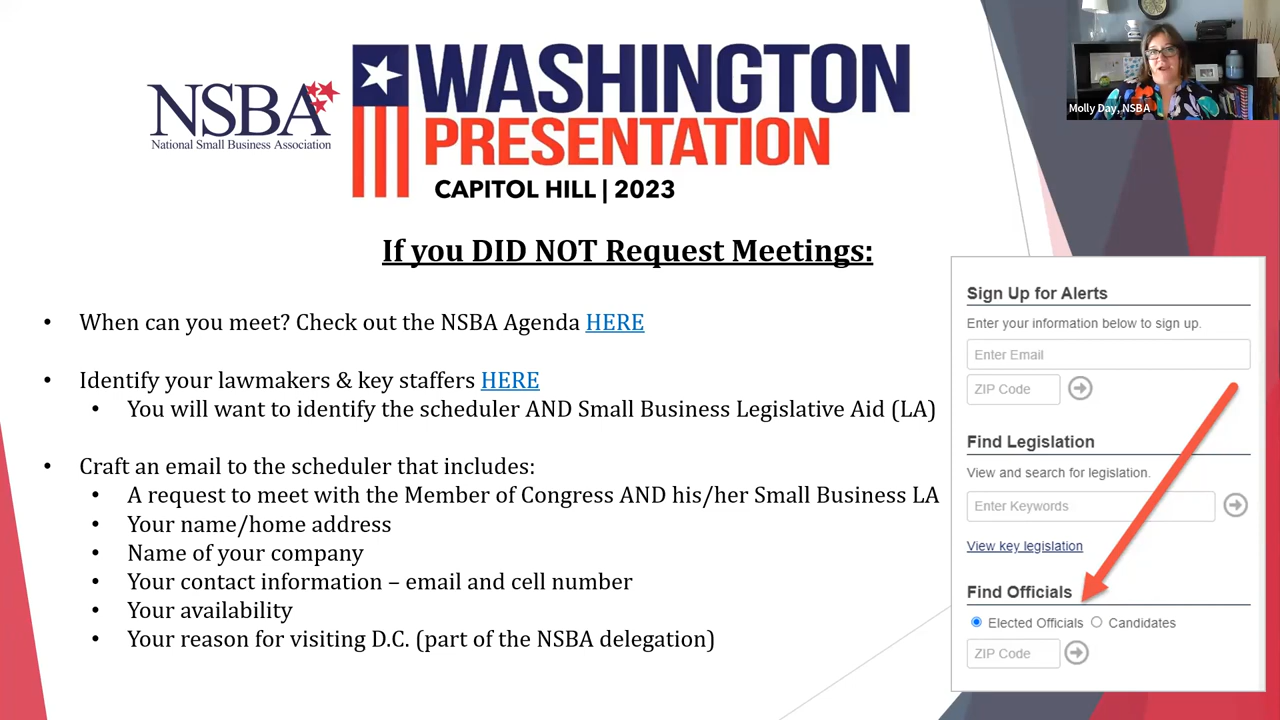 NSBA
National Small Business Association
WASHINGTON
PRESENTATION
CAPITOL HILL | 2023
Molly Day, NSBA
If you DID NOT Request Meetings:
• When can you meet? Check out the NSBA Agenda HERE
• Identify your lawmakers & key staffers HERE
• You will want to identify the scheduler AND Small Business Legislative Aid (LA)
• Craft an email to the scheduler that includes:
• A request to meet with the Member of Congress AND his/her Small Business LA
• Your name/home address
• Name of your company
• Your contact information – email and cell number
• Your availability
• Your reason for visiting D.C. (part of the NSBA delegation)
Sign Up for Alerts
Enter your information below to sign up.
Enter Email
ZIP Code
Find Legislation
View and search for legislation.
Enter Keywords
View key legislation
Find Officials
Elected Officials Candidates
ZIP Code